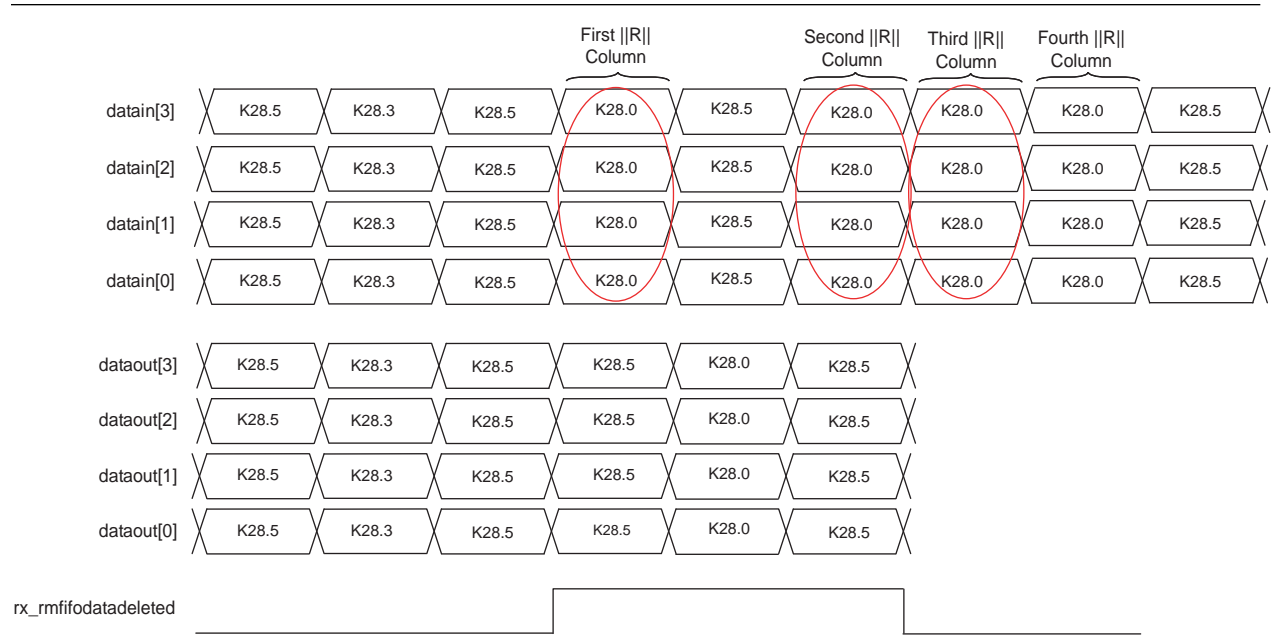 First ||R||
Column
Second ||R||
Column
Third ||R||
Column
Fourth ||R||
Column
datain[3] K28.5 K28.3 K28.5 K28.0 K28.5 K28.0 K28.0 K28.0 K28.5
datain[2] K28.5 K28.3 K28.5 K28.0 K28.5 K28.0 K28.0 K28.0 K28.5
datain[1] K28.5 K28.3 K28.5 K28.0 K28.5 K28.0 K28.0 K28.0 K28.5
datain[0] K28.5 K28.3 K28.5 K28.0 K28.5 K28.0 K28.0 K28.0 K28.5
dataout[3] K28.5 K28.3 K28.5 K28.5 K28.0 K28.5
dataout[2] K28.5 K28.3 K28.5 K28.5 K28.0 K28.5
dataout[1] K28.5 K28.3 K28.5 K28.5 K28.0 K28.5
dataout[0] K28.5 K28.3 K28.5 K28.5 K28.0 K28.5
rx_rmfifodatadeleted